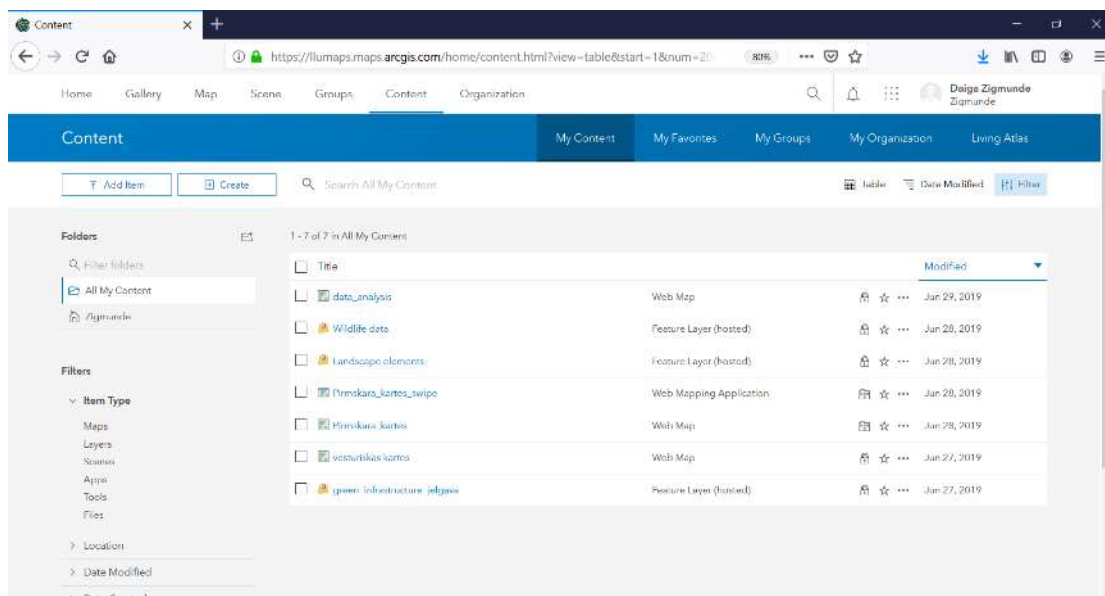 Content
https://llumaps.maps.arcgis.com/home/content.html?view=table&start=1&num=20
80%
Home Gallery Map Scene Groups Content Organization
Daiga Zigmunde
Zigmunde
Content
My Content My Favorites My Groups My Organization Living Atlas
Add Item Create Search All My Content Table Date Modified Filter
Folders
Filter folders
All My Content
Zigmunde
Filters
Item Type
Maps
Layers
Scenes
Apps
Tools
Files
Location
Date Modified
1 - 7 of 7 in All My Content
Title Modified
data_analysis Web Map Jun 29, 2019
Wildlife data Feature Layer (hosted) Jun 28, 2019
Landscape elements Feature Layer (hosted) Jun 28, 2019
Pirmskara_kartes_swipe Web Mapping Application Jun 28, 2019
Pirmskara kartes Web Map Jun 28, 2019
vesturiskas kartes Web Map Jun 27, 2019
green_infrastructure_jelgava Feature Layer (hosted) Jun 27, 2019